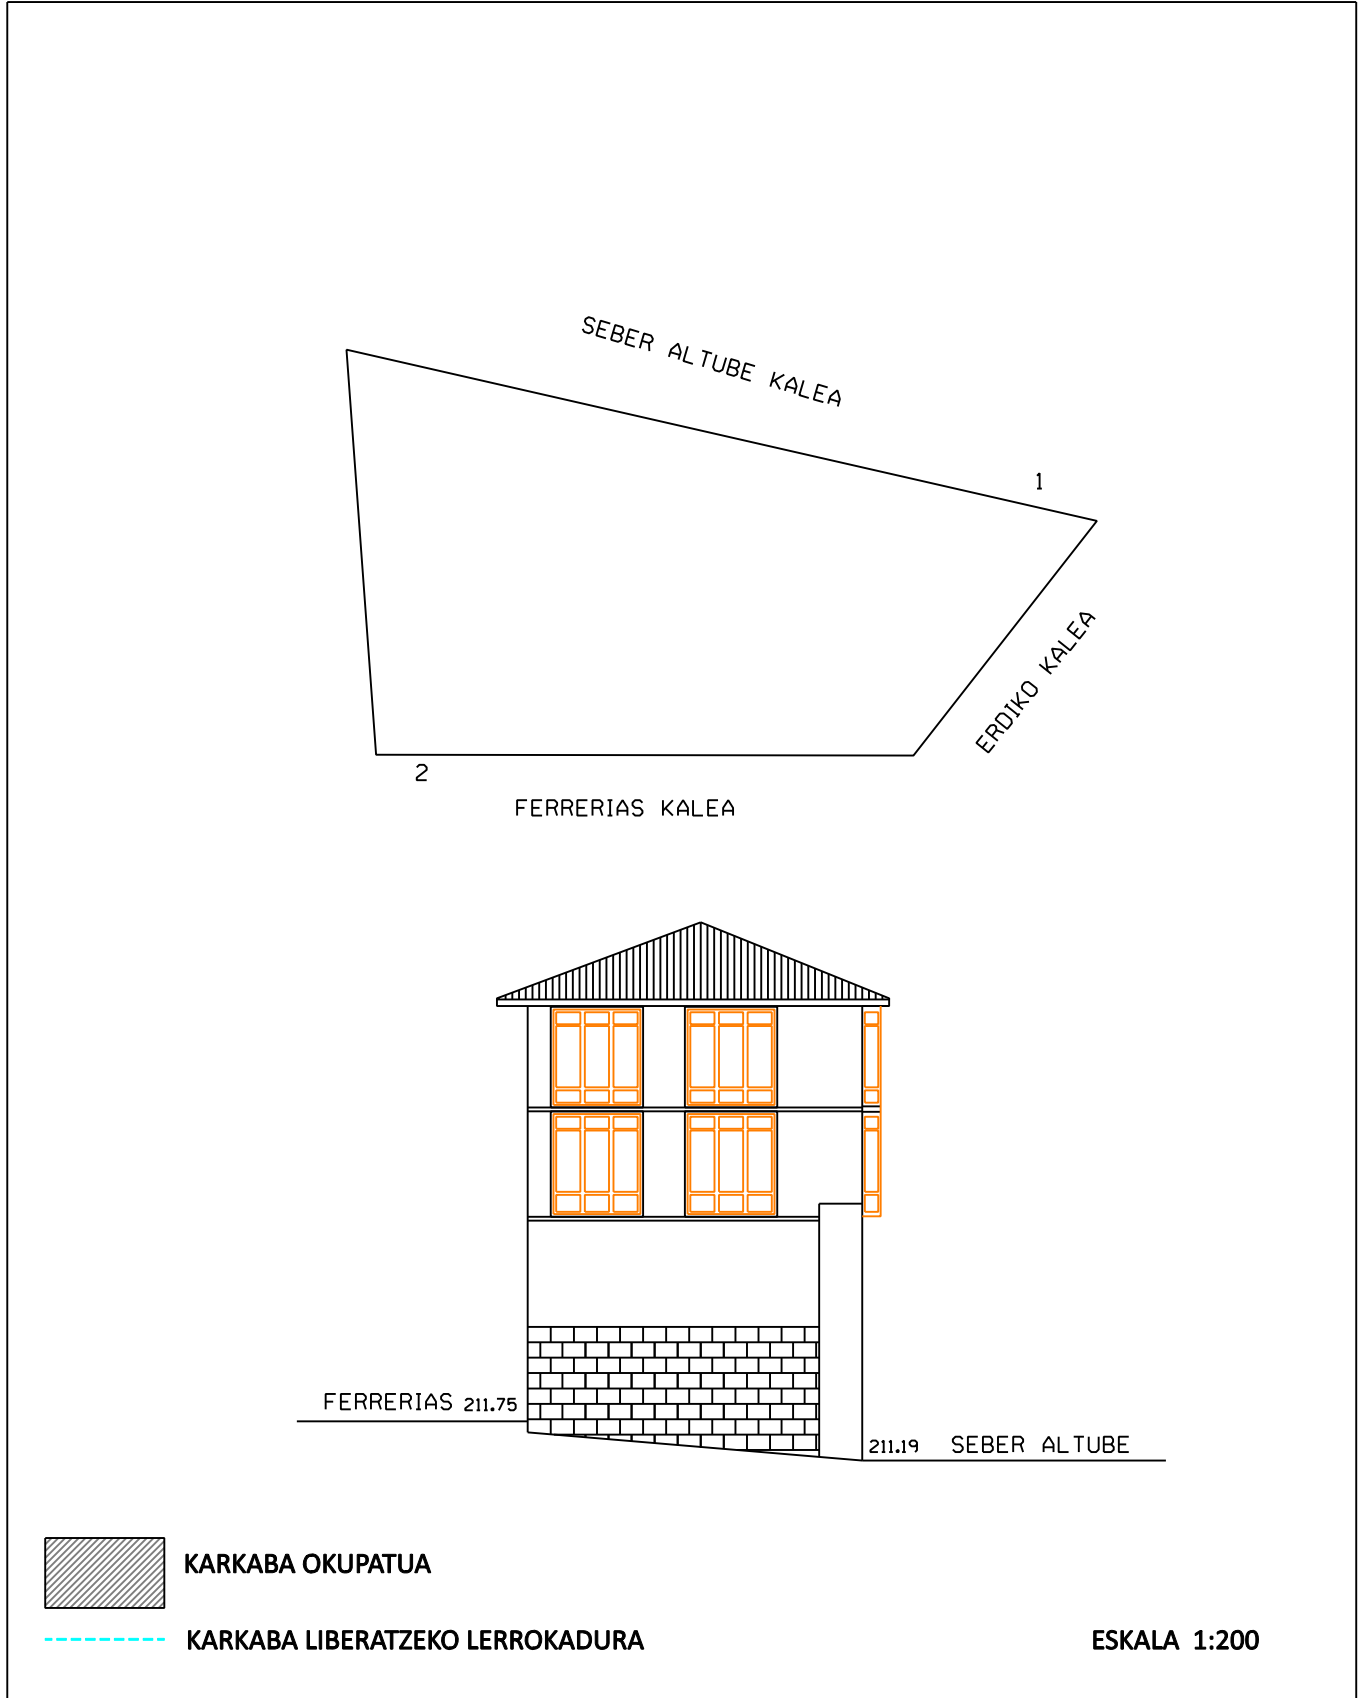 SEBER ALTUBE KALEA
1
ERDIKO KALEA
2
FERRERIAS KALEA
FERRERIAS 211.75
211.19 SEBER ALTUBE
KARKABA OKUPATUA
KARKABA LIBERATZEKO LERROKADURA
ESKALA 1:200